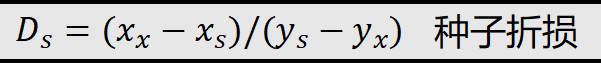 Dₛ = (xₓ − xₛ)/(yₛ − yₓ) 种子折损